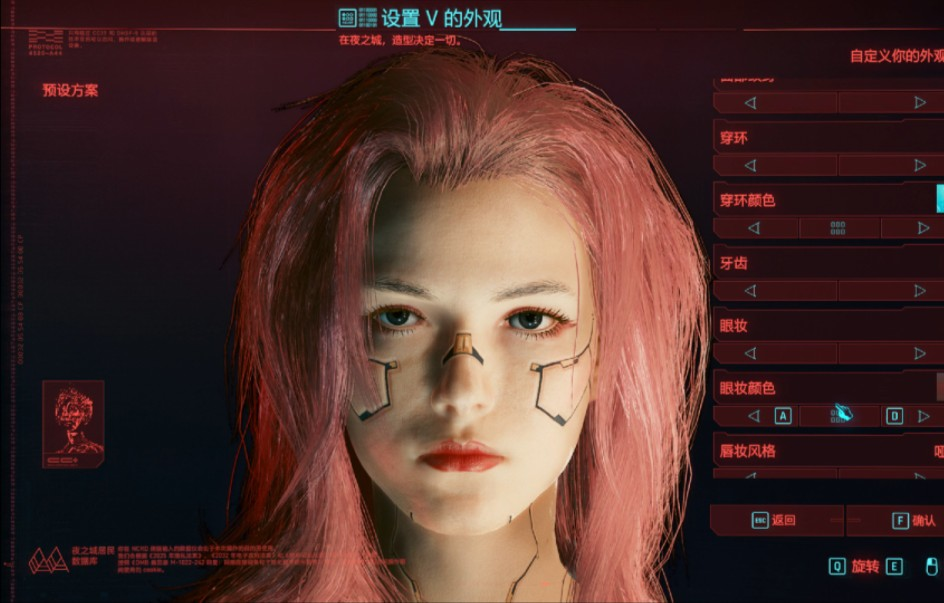 设置 V 的外观
在夜之城，造型决定一切。
自定义你的外观
PROTOCOL
预设方案
穿环
穿环颜色
牙齿
眼妆
眼妆颜色
A
D
唇妆风格
ESC 返回
F 确认
夜之城居民
数据库
Q 旋转 E